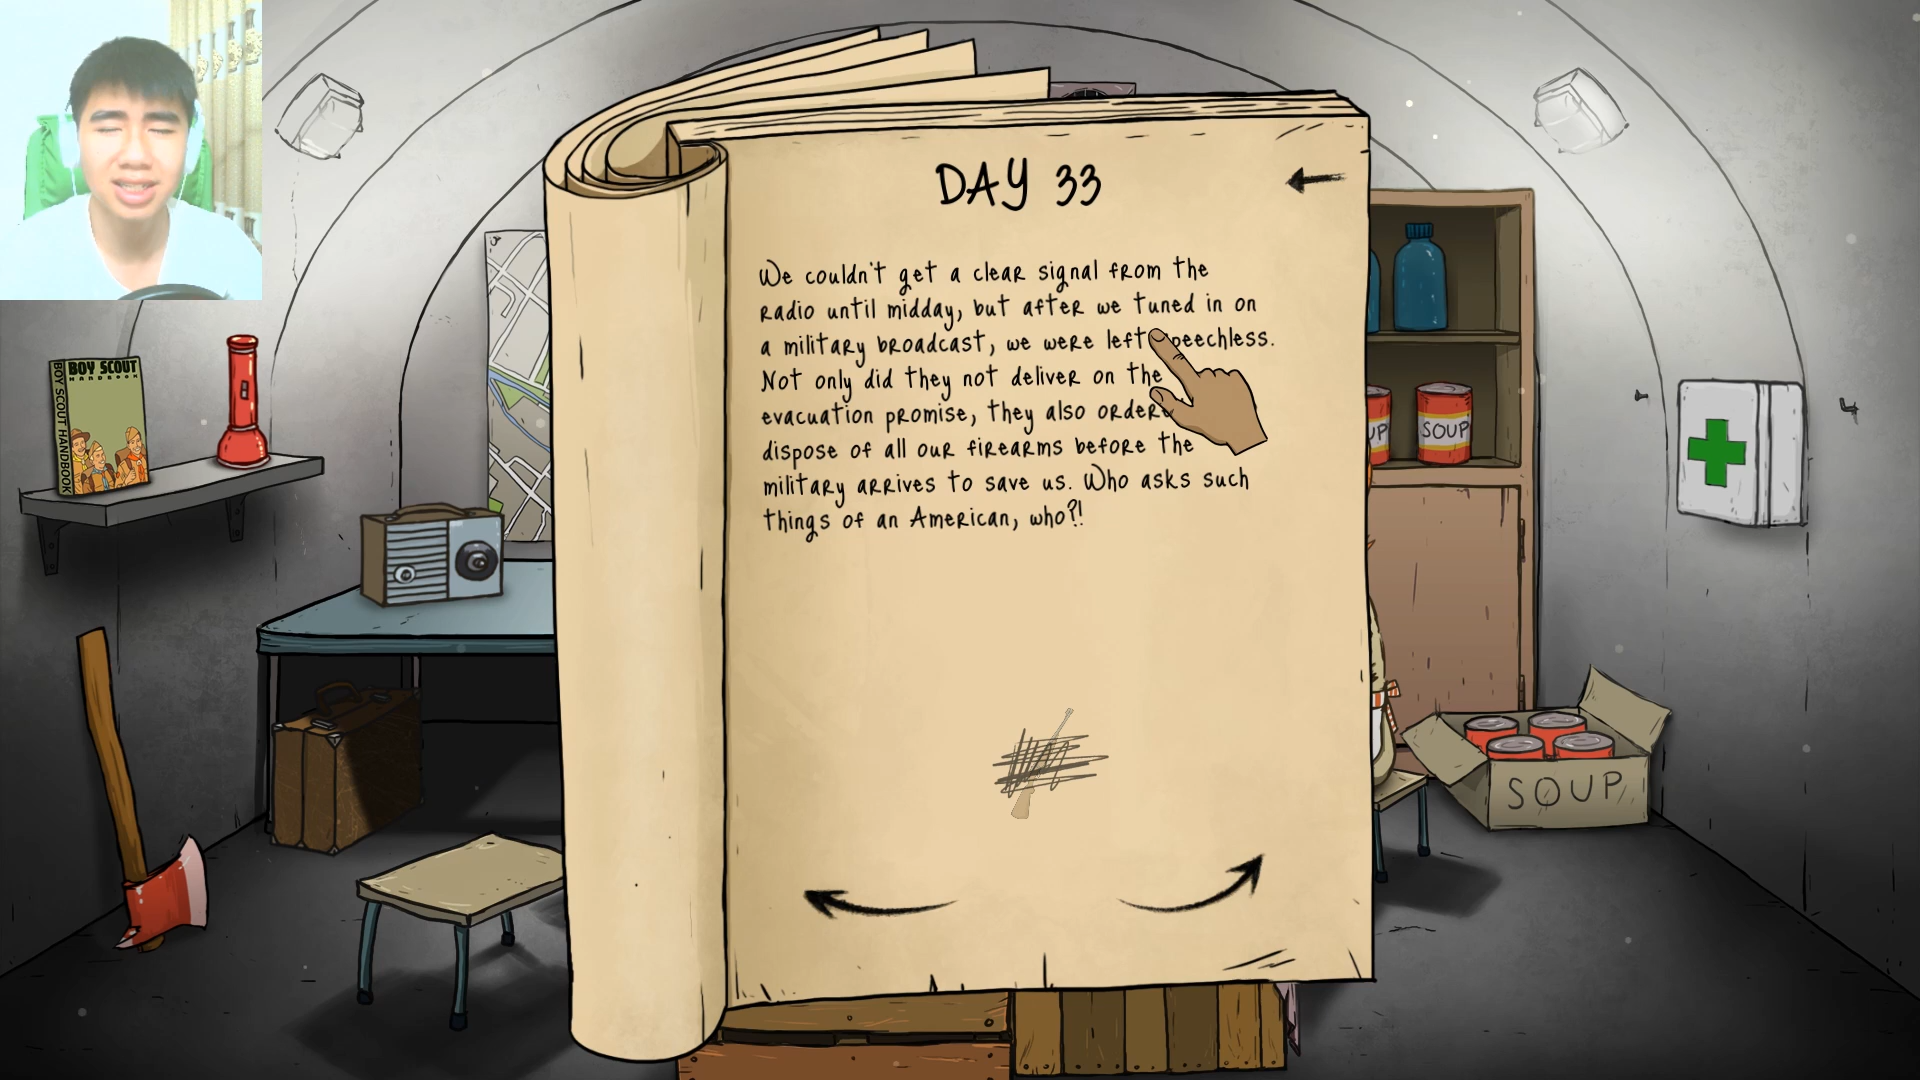 DAY 33
We couldn't get a clear signal from the
radio until midday, but after we tuned in on
a military broadcast, we were left speechless.
Not only did they not deliver on the
evacuation promise, they also
dispose of all our firearms before the
military arrives to save us. Who asks such
things of an American, who?!
BOY SCOUT
HANDBOOK
BOY SCOUT HANDBOOK
SOUP
SOUP